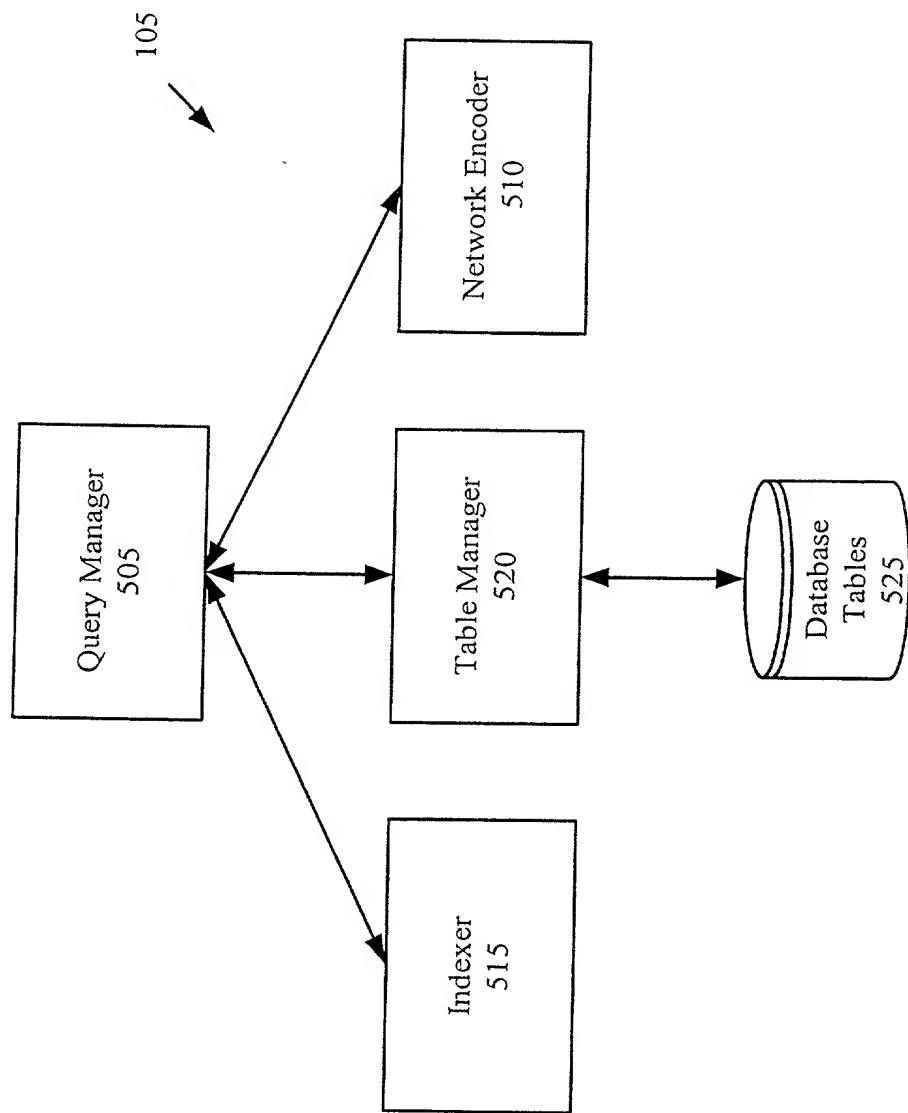 105
Query Manager
505
Network Encoder
510
Table Manager
520
Indexer
515
Database
Tables
525